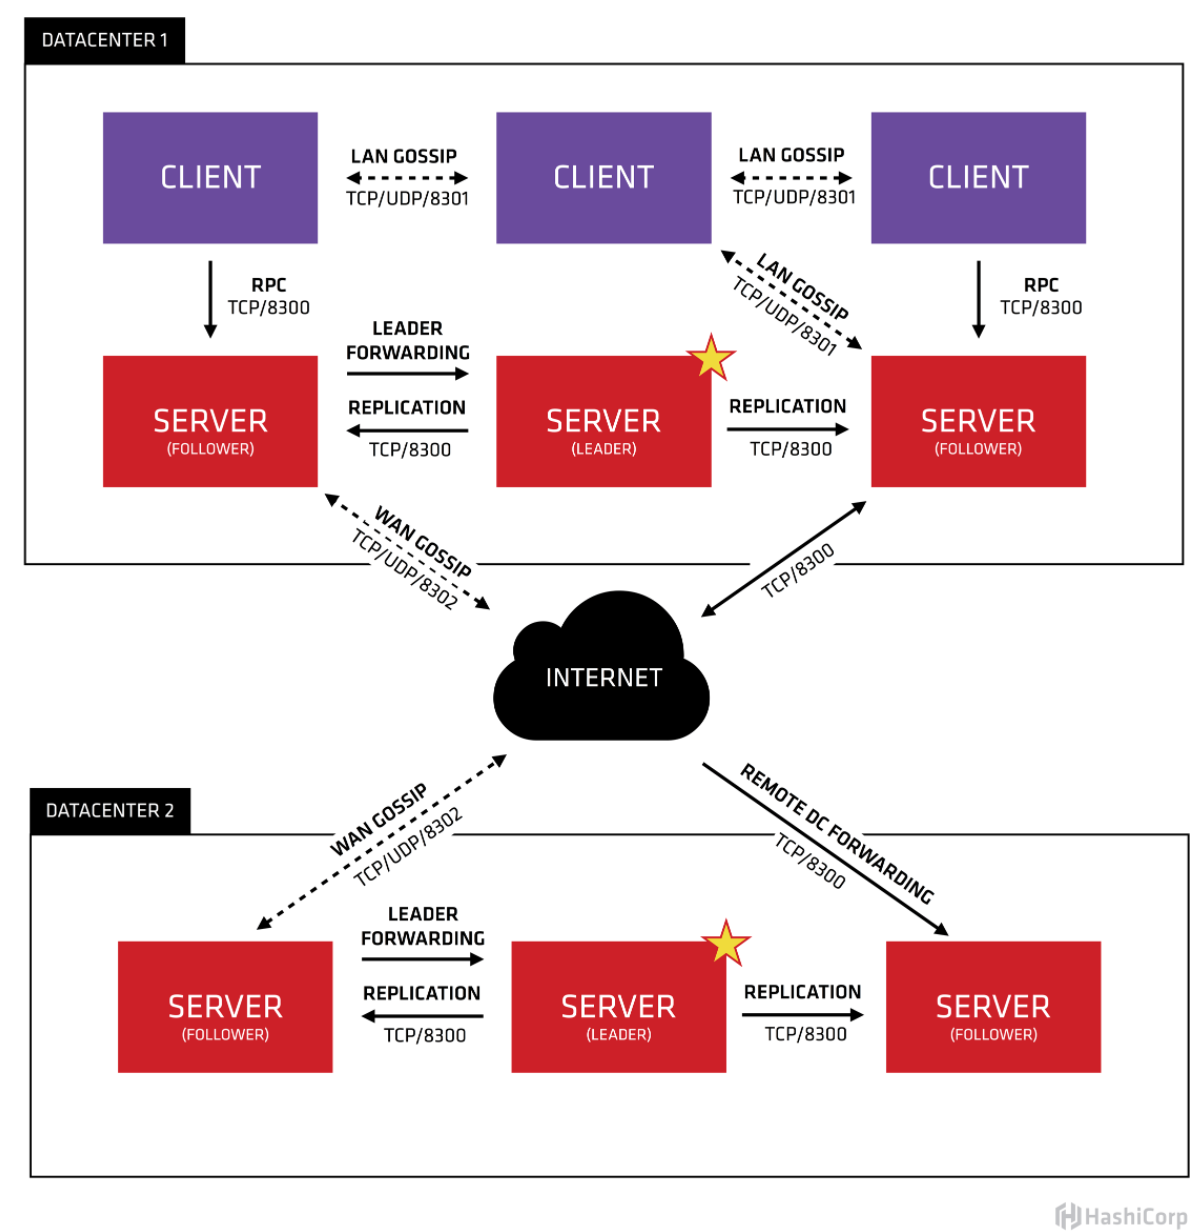 DATACENTER 1
CLIENT
LAN GOSSIP
TCP/UDP/8301
CLIENT
LAN GOSSIP
TCP/UDP/8301
CLIENT
RPC
TCP/8300
LAN GOSSIP
TCP/UDP/8301
RPC
TCP/8300
SERVER
(FOLLOWER)
LEADER
FORWARDING
REPLICATION
TCP/8300
SERVER
(LEADER)
REPLICATION
TCP/8300
SERVER
(FOLLOWER)
WAN GOSSIP
TCP/UDP/8302
TCP/8300
INTERNET
DATACENTER 2
WAN GOSSIP
TCP/UDP/8302
REMOTE DC FORWARDING
TCP/8300
SERVER
(FOLLOWER)
LEADER
FORWARDING
REPLICATION
TCP/8300
SERVER
(LEADER)
REPLICATION
TCP/8300
SERVER
(FOLLOWER)
HashiCorp